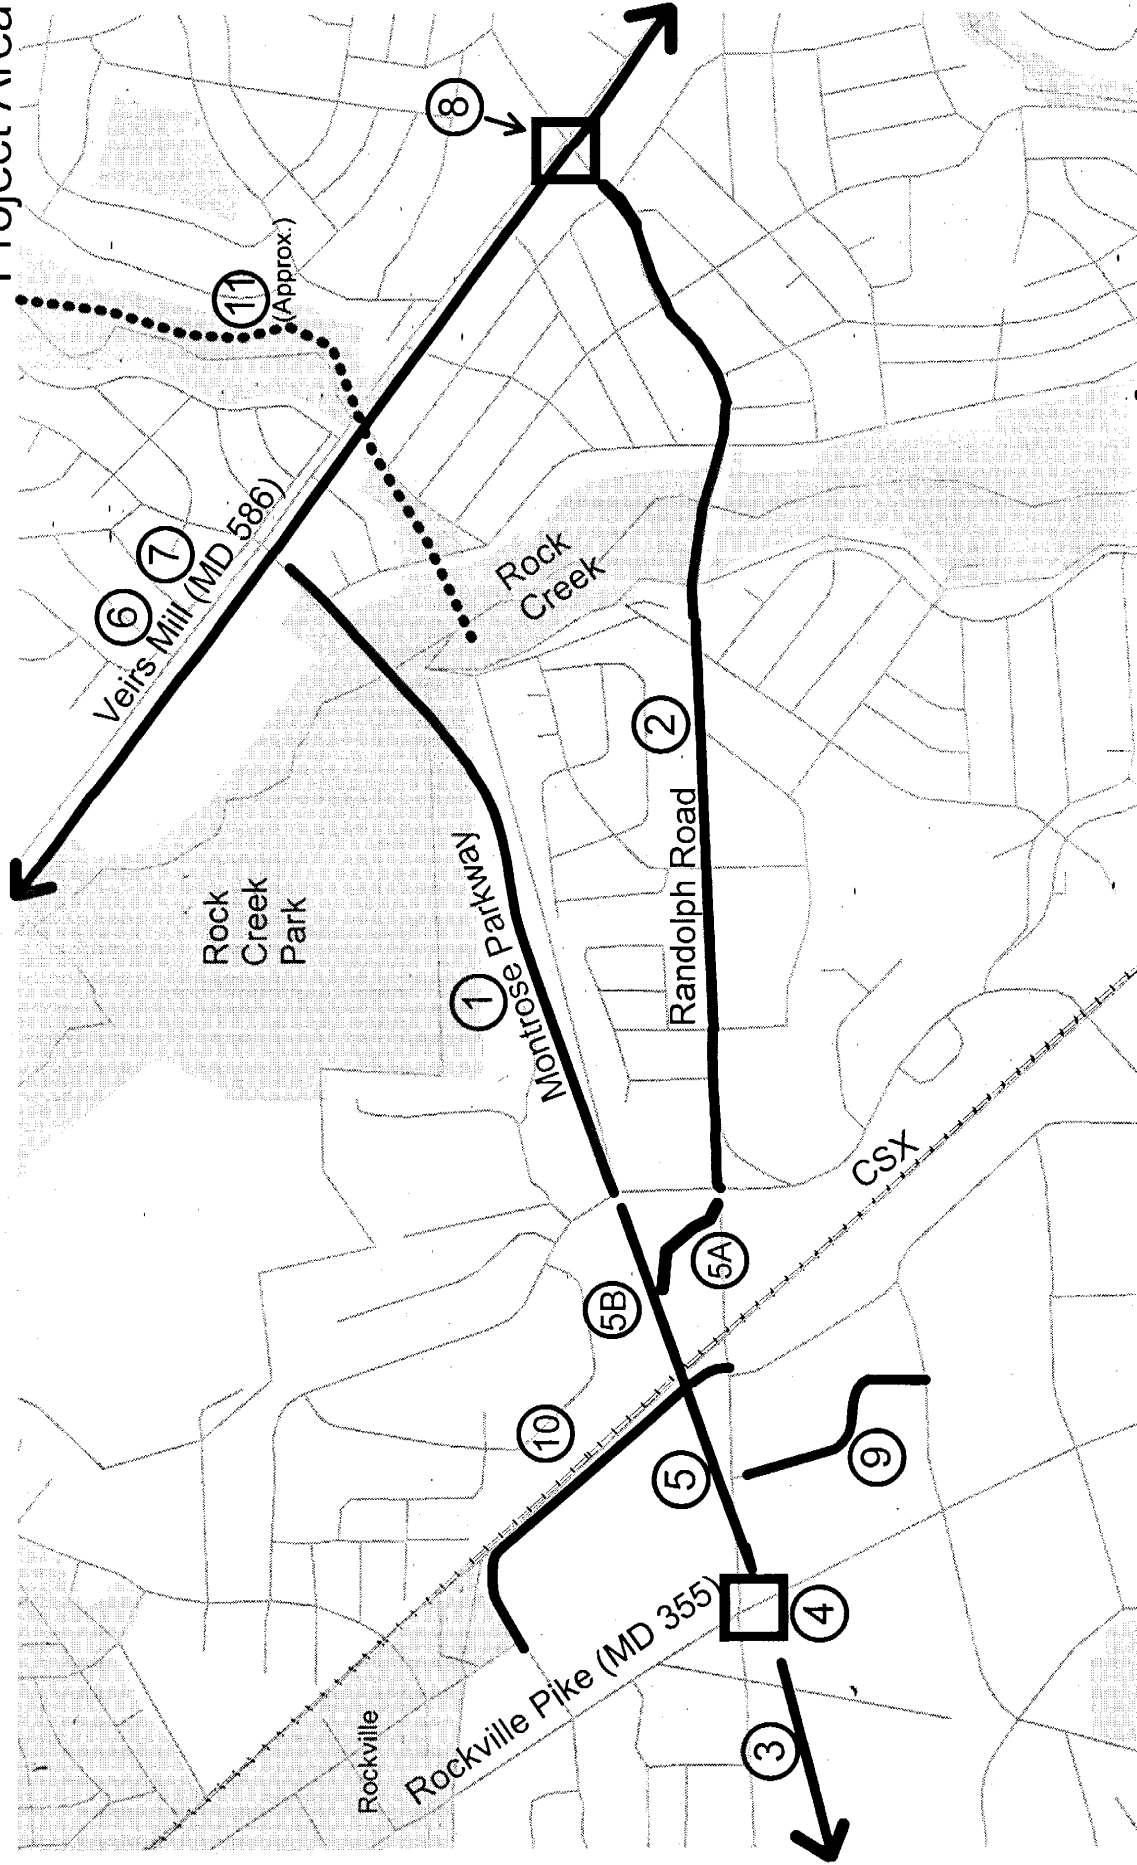 Project Area
8
11
(Approx.)
7
6
Veirs Mill (MD 586)
Rock
Creek
2
Rock
Creek
Park
1
Montrose Parkway
Randolph Road
CSX
5A
5B
10
5
9
Rockville Pike (MD 355)
4
Rockville
3